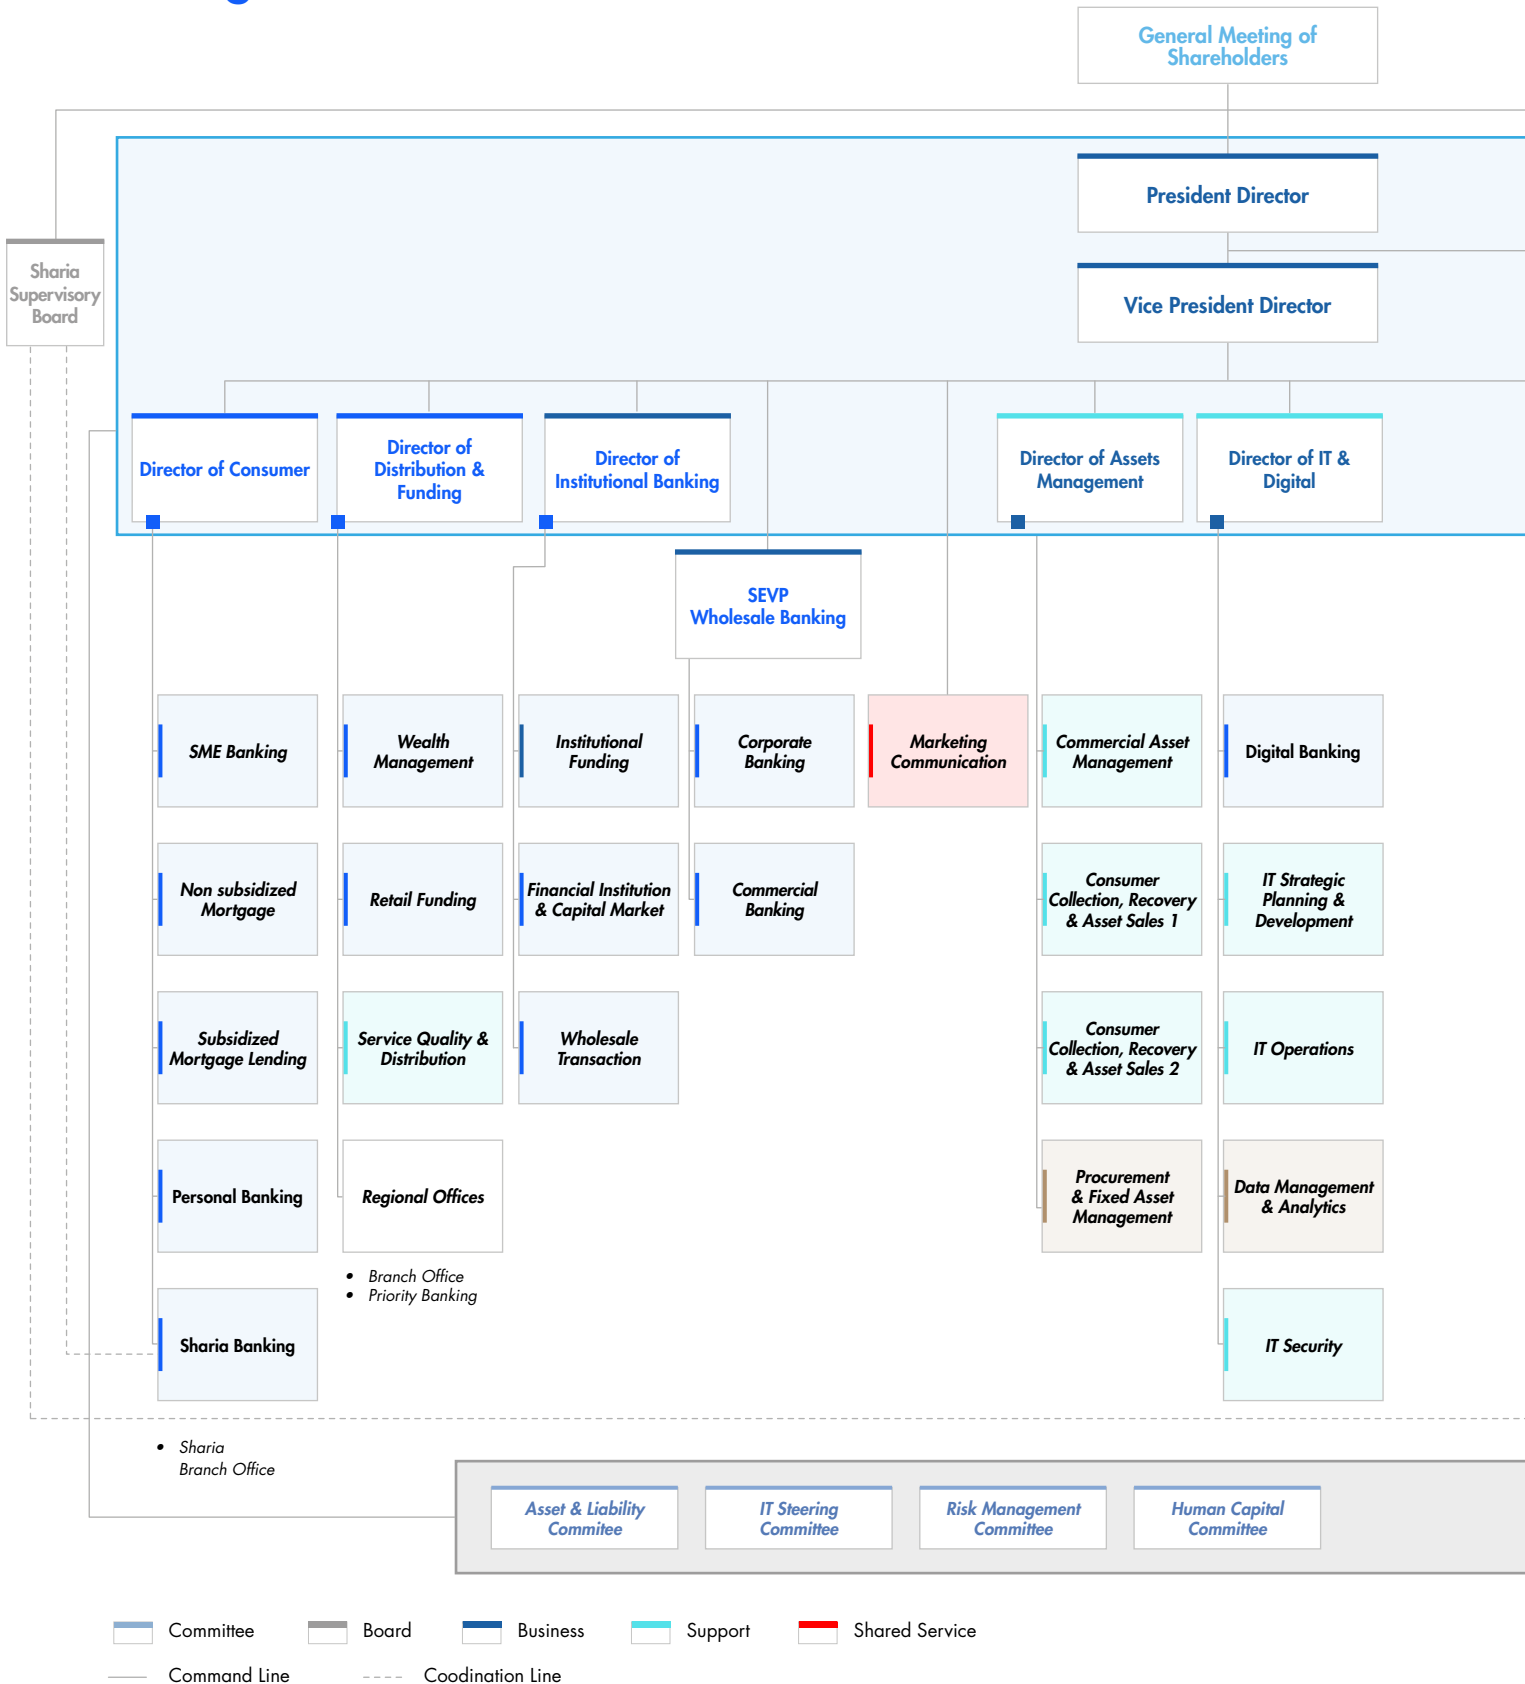 General Meeting of
Shareholders
President Director
Sharia
Supervisory
Board
Vice President Director
Director of Consumer
Director of
Distribution &
Funding
Director of
Institutional Banking
Director of Assets
Management
Director of IT &
Digital
SEVP
Wholesale Banking
SME Banking
Wealth
Management
Institutional
Funding
Corporate
Banking
Marketing
Communication
Commercial Asset
Management
Digital Banking
Non subsidized
Mortgage
Retail Funding
Financial Institution
& Capital Market
Commercial
Banking
Consumer
Collection, Recovery
& Asset Sales 1
IT Strategic
Planning &
Development
Subsidized
Mortgage Lending
Service Quality &
Distribution
Wholesale
Transaction
Consumer
Collection, Recovery
& Asset Sales 2
IT Operations
Personal Banking
Regional Offices
Procurement
& Fixed Asset
Management
Data Management
& Analytics
• Branch Office
• Priority Banking
Sharia Banking
IT Security
• Sharia
Branch Office
Asset & Liability
Commitee
IT Steering
Committee
Risk Management
Committee
Human Capital
Committee
Committee
Board
Business
Support
Shared Service
Command Line
Coodination Line